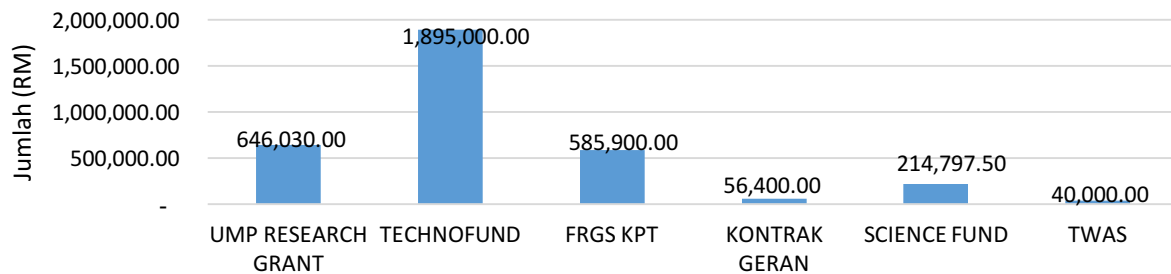 Jumlah (RM)
2,000,000.00
1,500,000.00
1,000,000.00
500,000.00
-
646,030.00
1,895,000.00
585,900.00
56,400.00
214,797.50
40,000.00
UMP RESEARCH GRANT
TECHNOFUND
FRGS KPT
KONTRAK GERAN
SCIENCE FUND
TWAS